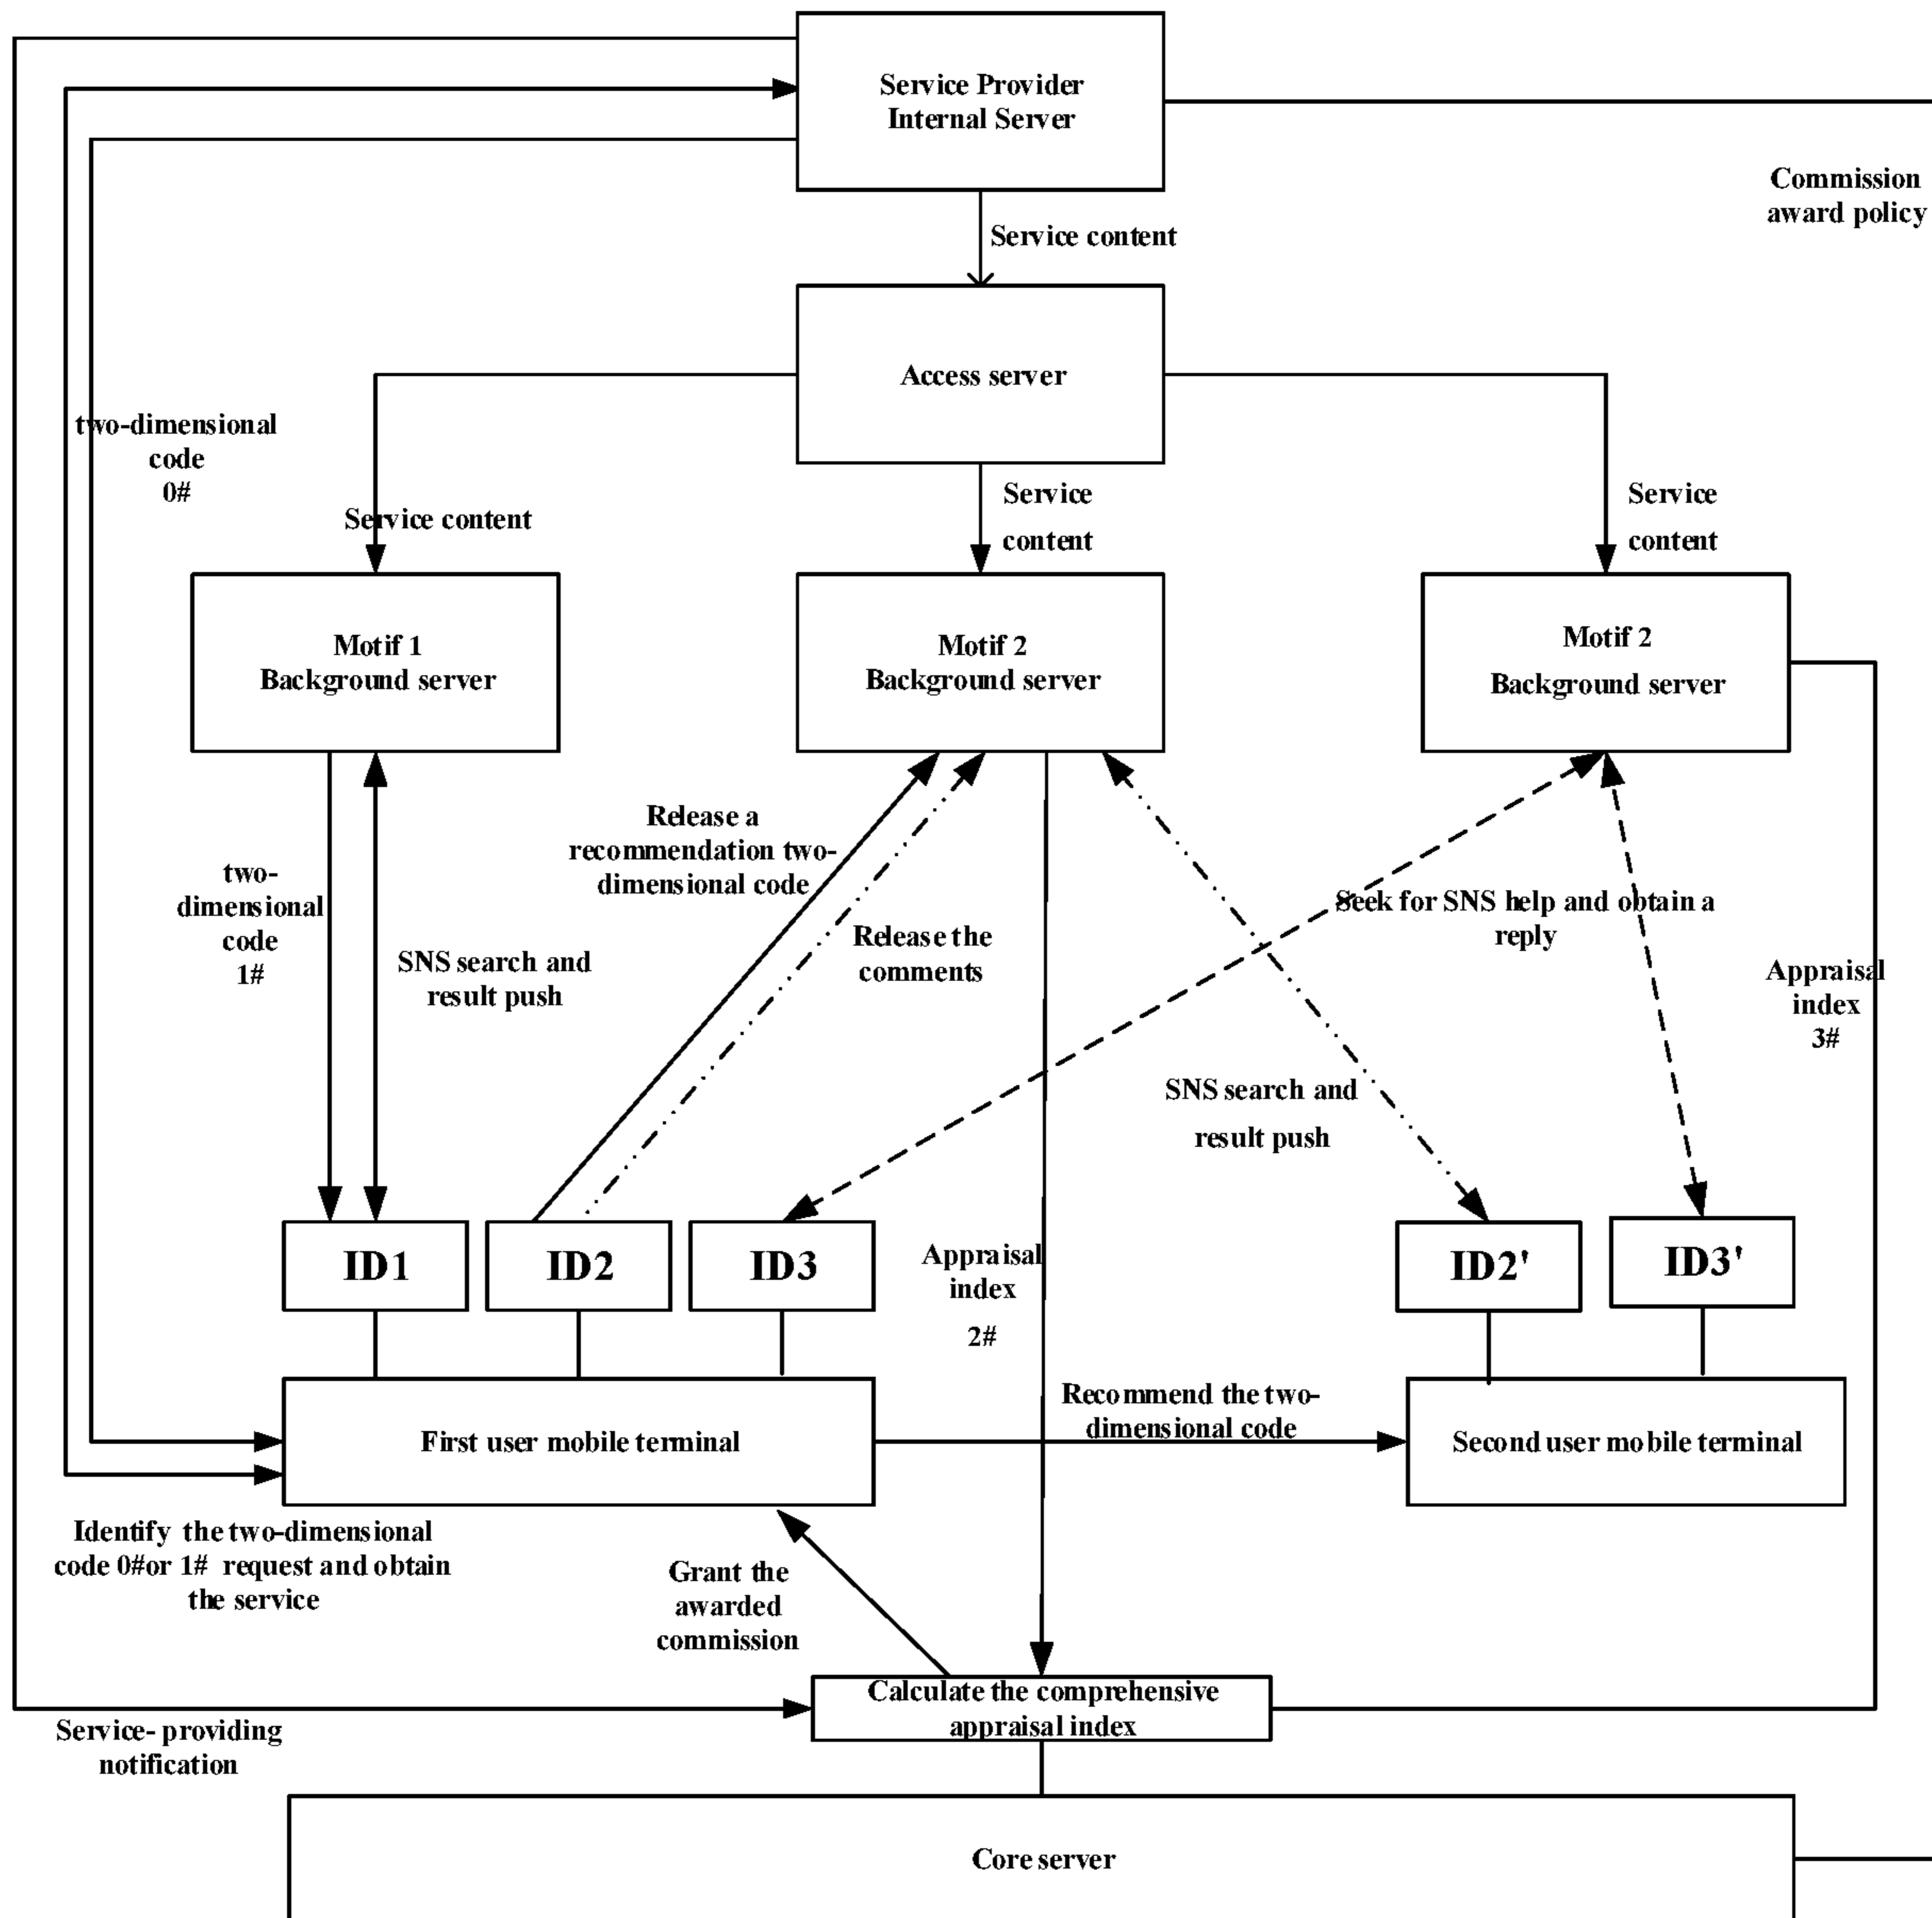 Service Provider
Internal Server
Commission
award policy
Service content
Access server
two-dimensional
code
0#
Service content
Service
content
Service
content
Motif 1
Background server
Motif 2
Background server
Motif 2
Background server
Release a
recommendation two-
dimensional code
two-
dimensional
code
1#
SNS search and
result push
Release the
comments
Seek for SNS help and obtain a
reply
Appraisal
index
3#
SNS search and
result push
ID1
ID2
ID3
Appraisal
index
2#
ID2'
ID3'
First user mobile terminal
Recommend the two-
dimensional code
Second user mobile terminal
Identify the two-dimensional
code 0#or 1# request and obtain
the service
Grant the
awarded
commission
Calculate the comprehensive
appraisal index
Service- providing
notification
Core server